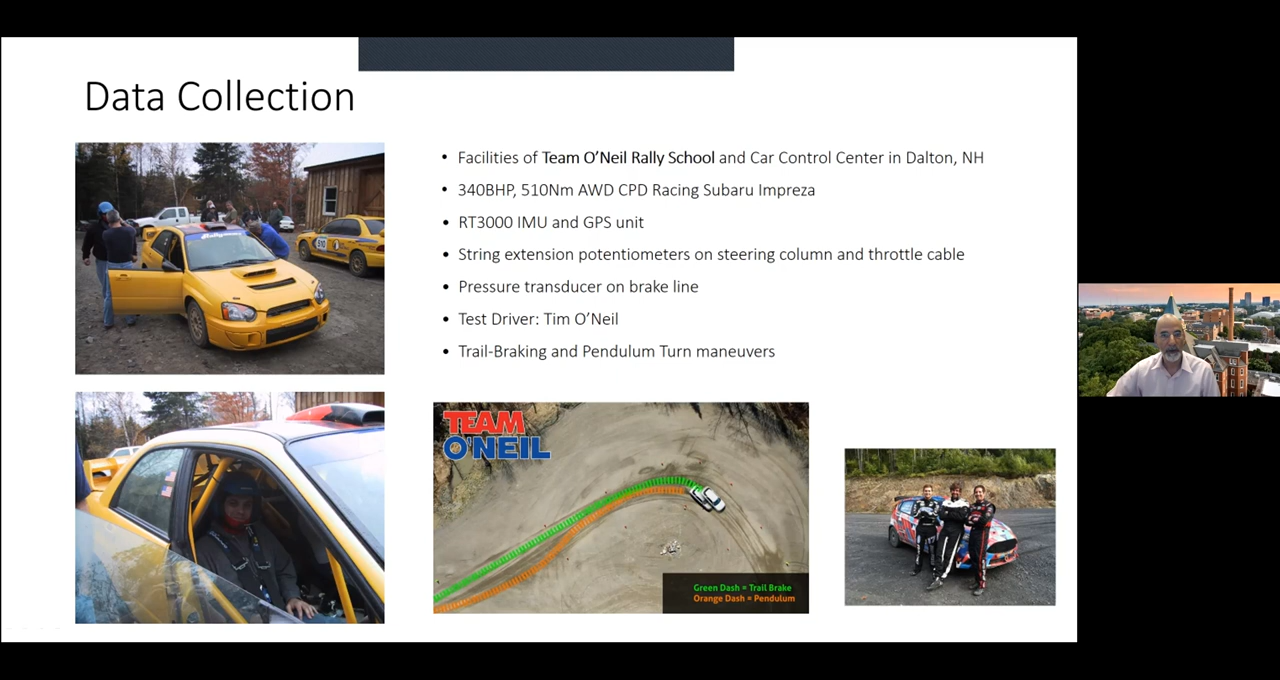 Data Collection
• Facilities of Team O’Neil Rally School and Car Control Center in Dalton, NH
• 340BHP, 510Nm AWD CPD Racing Subaru Impreza
• RT3000 IMU and GPS unit
• String extension potentiometers on steering column and throttle cable
• Pressure transducer on brake line
• Test Driver: Tim O’Neil
• Trail-Braking and Pendulum Turn maneuvers
TEAM
O'NEIL
Green Dash = Trail Brake
Orange Dash = Pendulum